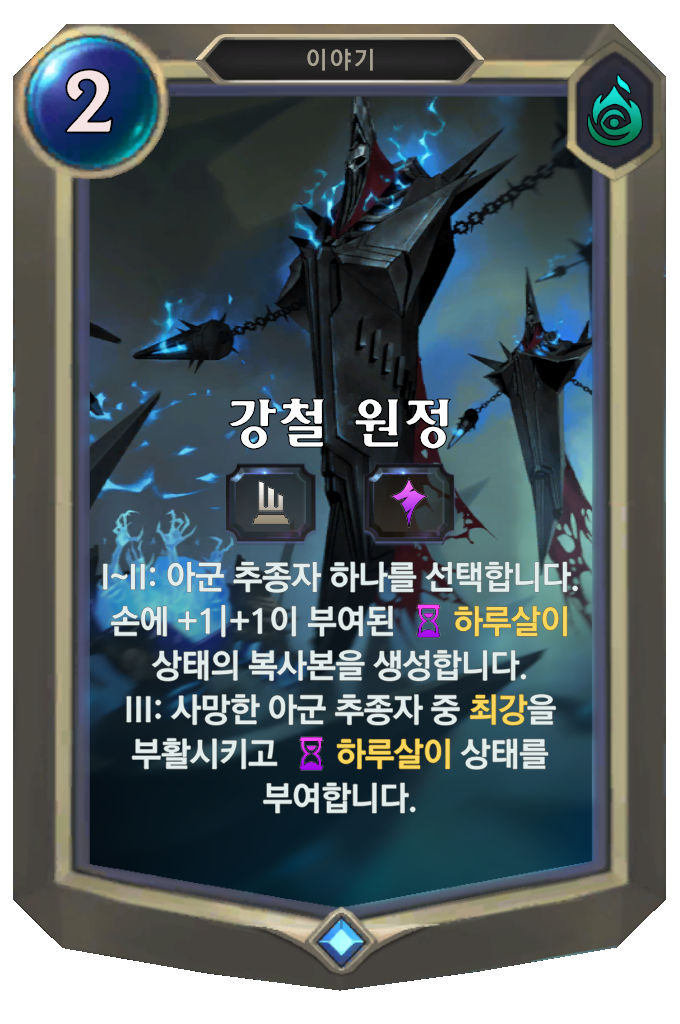 이야기
2
강철 원정
I~II: 아군 추종자 하나를 선택합니다.
손에 +1|+1이 부여된 하루살이
상태의 복사본을 생성합니다.
III: 사망한 아군 추종자 중 최강을
부활시키고 하루살이 상태를
부여합니다.